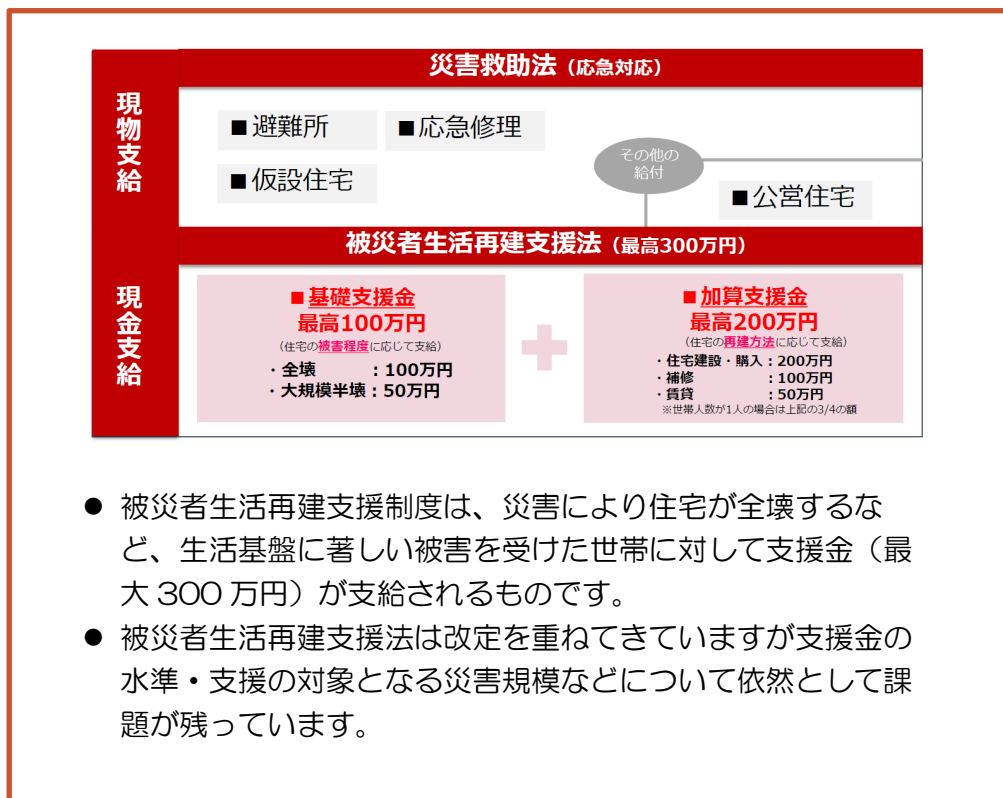 災害救助法（応急対応）
現物支給
■避難所
■応急修理
■仮設住宅
その他の
給付
■公営住宅
被災者生活再建支援法（最高300万円）
現金支給
■基礎支援金
最高100万円
（住宅の被害程度に応じて支給）
・全壊　　　：100万円
・大規模半壊：50万円
■加算支援金
最高200万円
（住宅の再建方法に応じて支給）
・住宅建設・購入：200万円
・補修　　　　　：100万円
・賃貸　　　　　：50万円
※世帯人数が1人の場合は上記の3/4の額
● 被災者生活再建支援制度は、災害により住宅が全壊するな
ど、生活基盤に著しい被害を受けた世帯に対して支援金（最
大 300 万円）が支給されるものです。
● 被災者生活再建支援法は改定を重ねてきていますが支援金の
水準・支援の対象となる災害規模などについて依然として課
題が残っています。